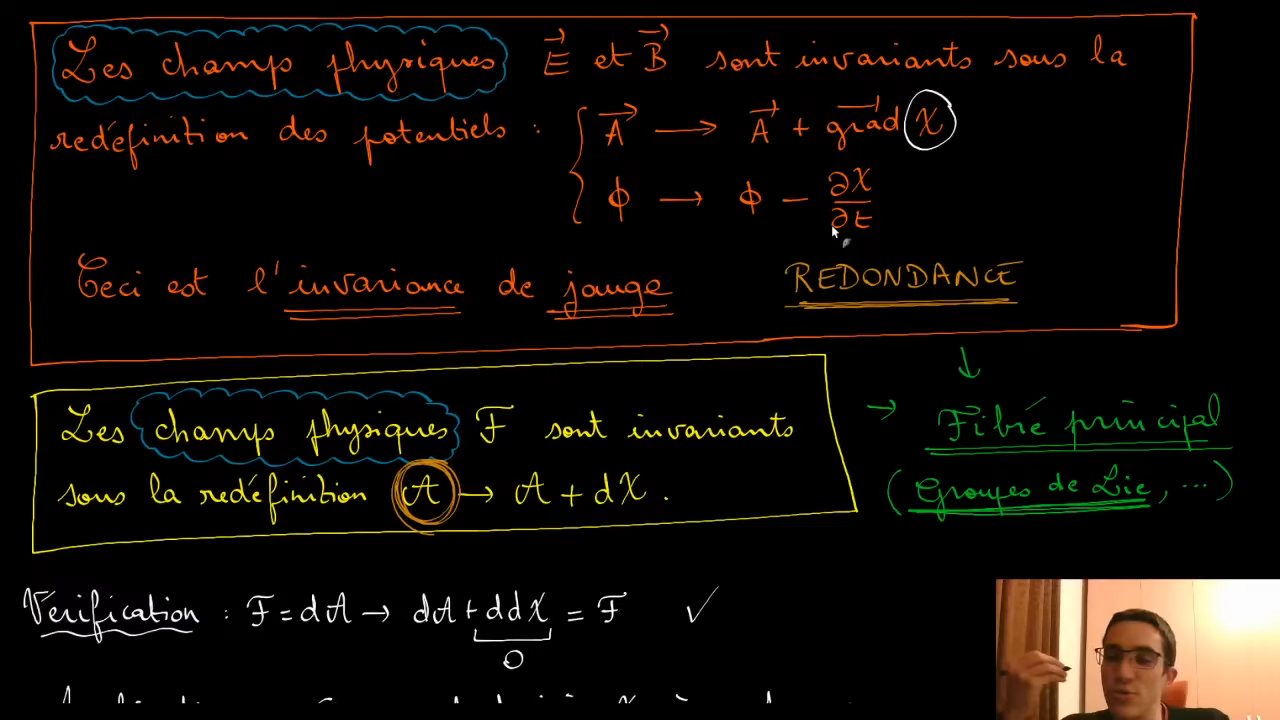 Les champs physiques E⃗ et B⃗ sont invariants sous la
redéfinition des potentiels : { A⃗ → A⃗ + grad⃗ χ
ϕ → ϕ − ∂χ/∂t
Ceci est l'invariance de jauge REDONDANCE
Les champs physiques F sont invariants
sous la redéfinition A → A + dχ.
→ Fibré principal
(Groupes de Lie, ...)
Vérification : F = dA → dA + ddχ = F ✓
0